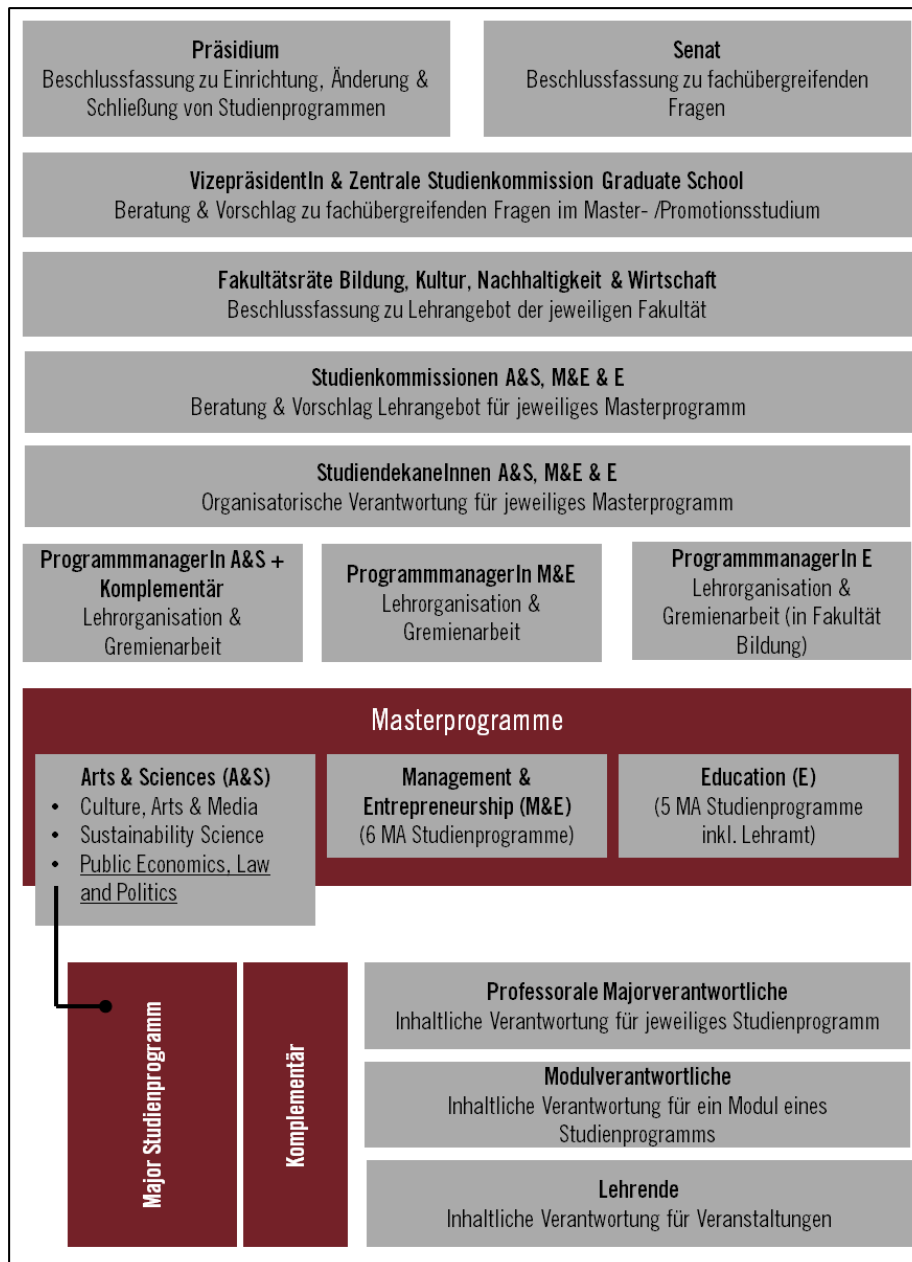 Präsidium
Beschlussfassung zu Einrichtung, Änderung &
Schließung von Studienprogrammen
Senat
Beschlussfassung zu fachübergreifenden
Fragen
VizepräsidentIn & Zentrale Studienkommission Graduate School
Beratung & Vorschlag zu fachübergreifenden Fragen im Master- /Promotionsstudium
Fakultätsräte Bildung, Kultur, Nachhaltigkeit & Wirtschaft
Beschlussfassung zu Lehrangebot der jeweiligen Fakultät
Studienkommissionen A&S, M&E & E
Beratung & Vorschlag Lehrangebot für jeweiliges Masterprogramm
StudiendekaneInnen A&S, M&E & E
Organisatorische Verantwortung für jeweiliges Masterprogramm
ProgrammmanagerIn A&S +
Komplementär
Lehrorganisation &
Gremienarbeit
ProgrammmanagerIn M&E
Lehrorganisation &
Gremienarbeit
ProgrammmanagerIn E
Lehrorganisation &
Gremienarbeit (in Fakultät
Bildung)
Masterprogramme
Arts & Sciences (A&S)
• Culture, Arts & Media
• Sustainability Science
• Public Economics, Law
and Politics
Management &
Entrepreneurship (M&E)
(6 MA Studienprogramme)
Education (E)
(5 MA Studienprogramme
inkl. Lehramt)
Major Studienprogramm
Komplementär
Professorale Majorverantwortliche
Inhaltliche Verantwortung für jeweiliges Studienprogramm
Modulverantwortliche
Inhaltliche Verantwortung für ein Modul eines
Studienprogramms
Lehrende
Inhaltliche Verantwortung für Veranstaltungen